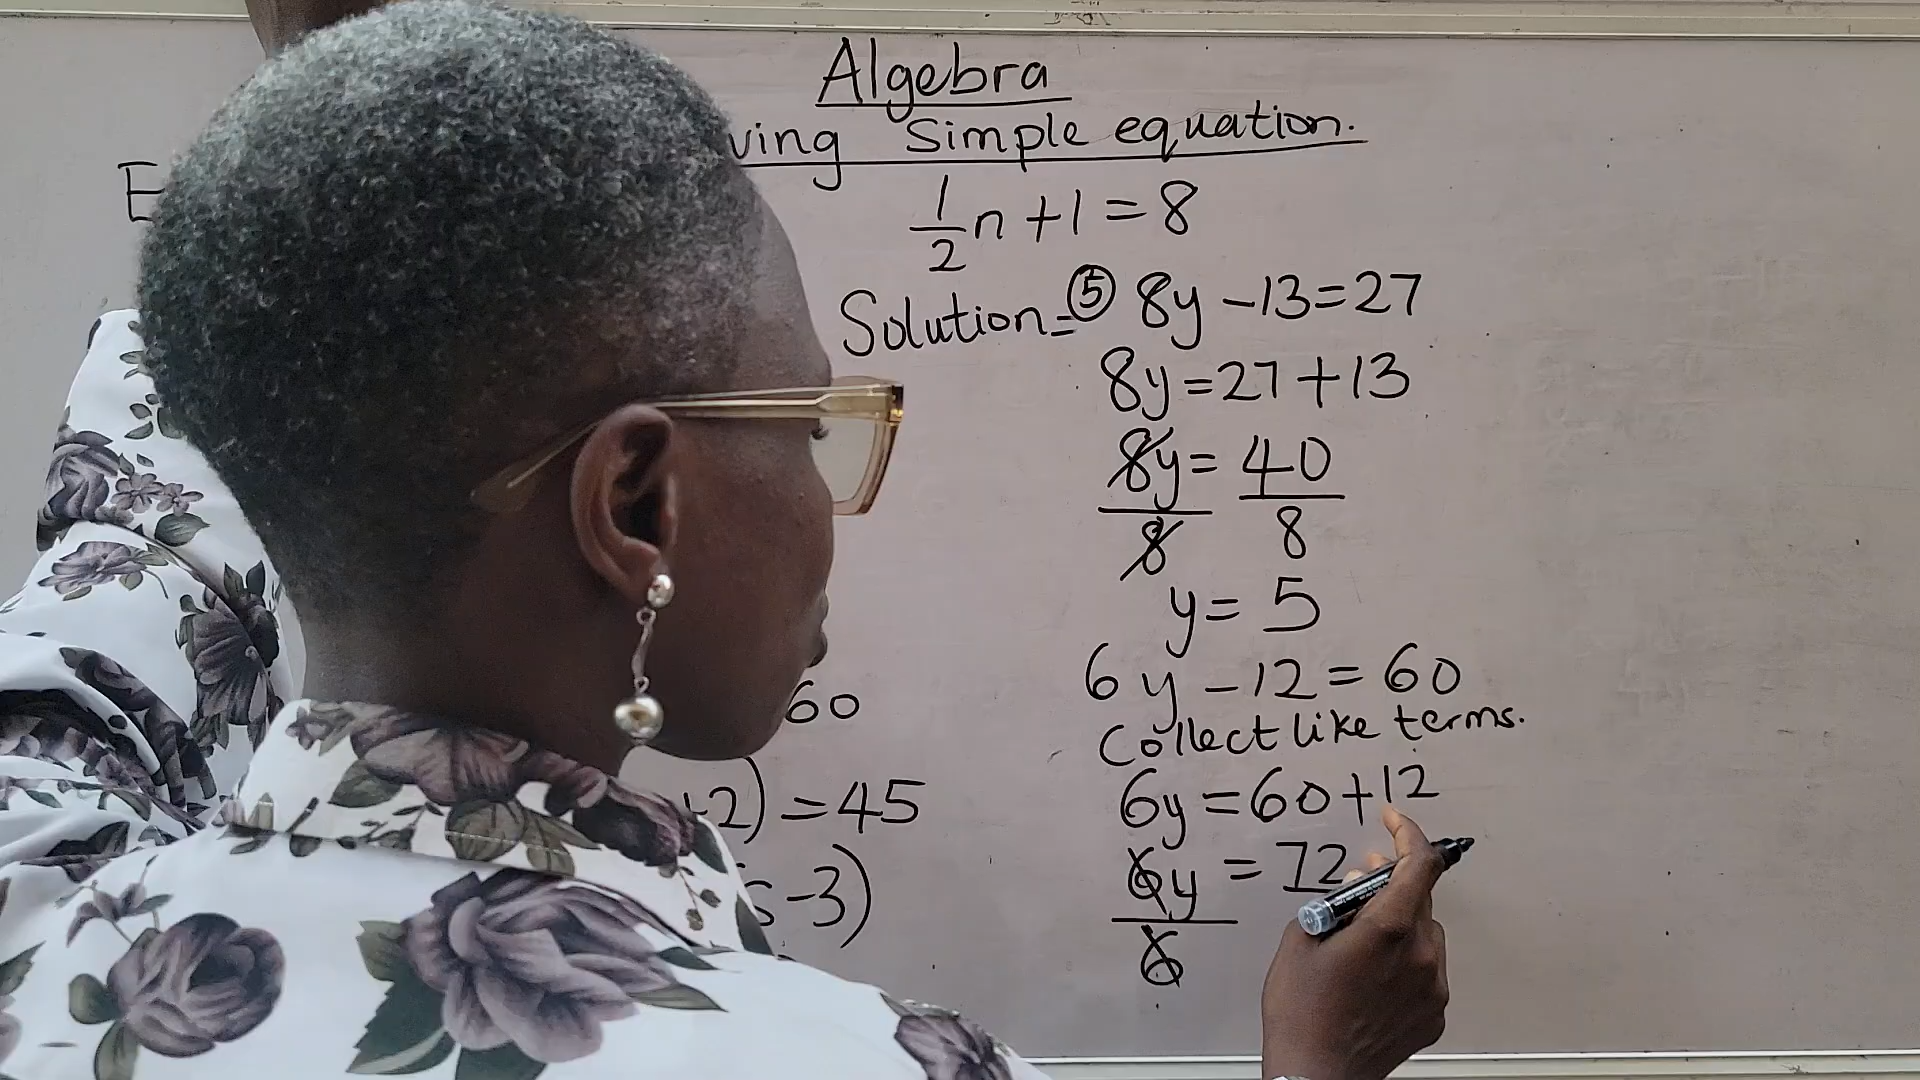 Algebra
ving Simple equation.
E
1/2 n + 1 = 8
Solution=
⑤ 8y - 13 = 27
8y = 27 + 13
8y/8 = 40/8
y = 5
6y - 12 = 60
Collect like terms.
6y = 60 + 12
6y/6 = 72
60
+2) = 45
s - 3)